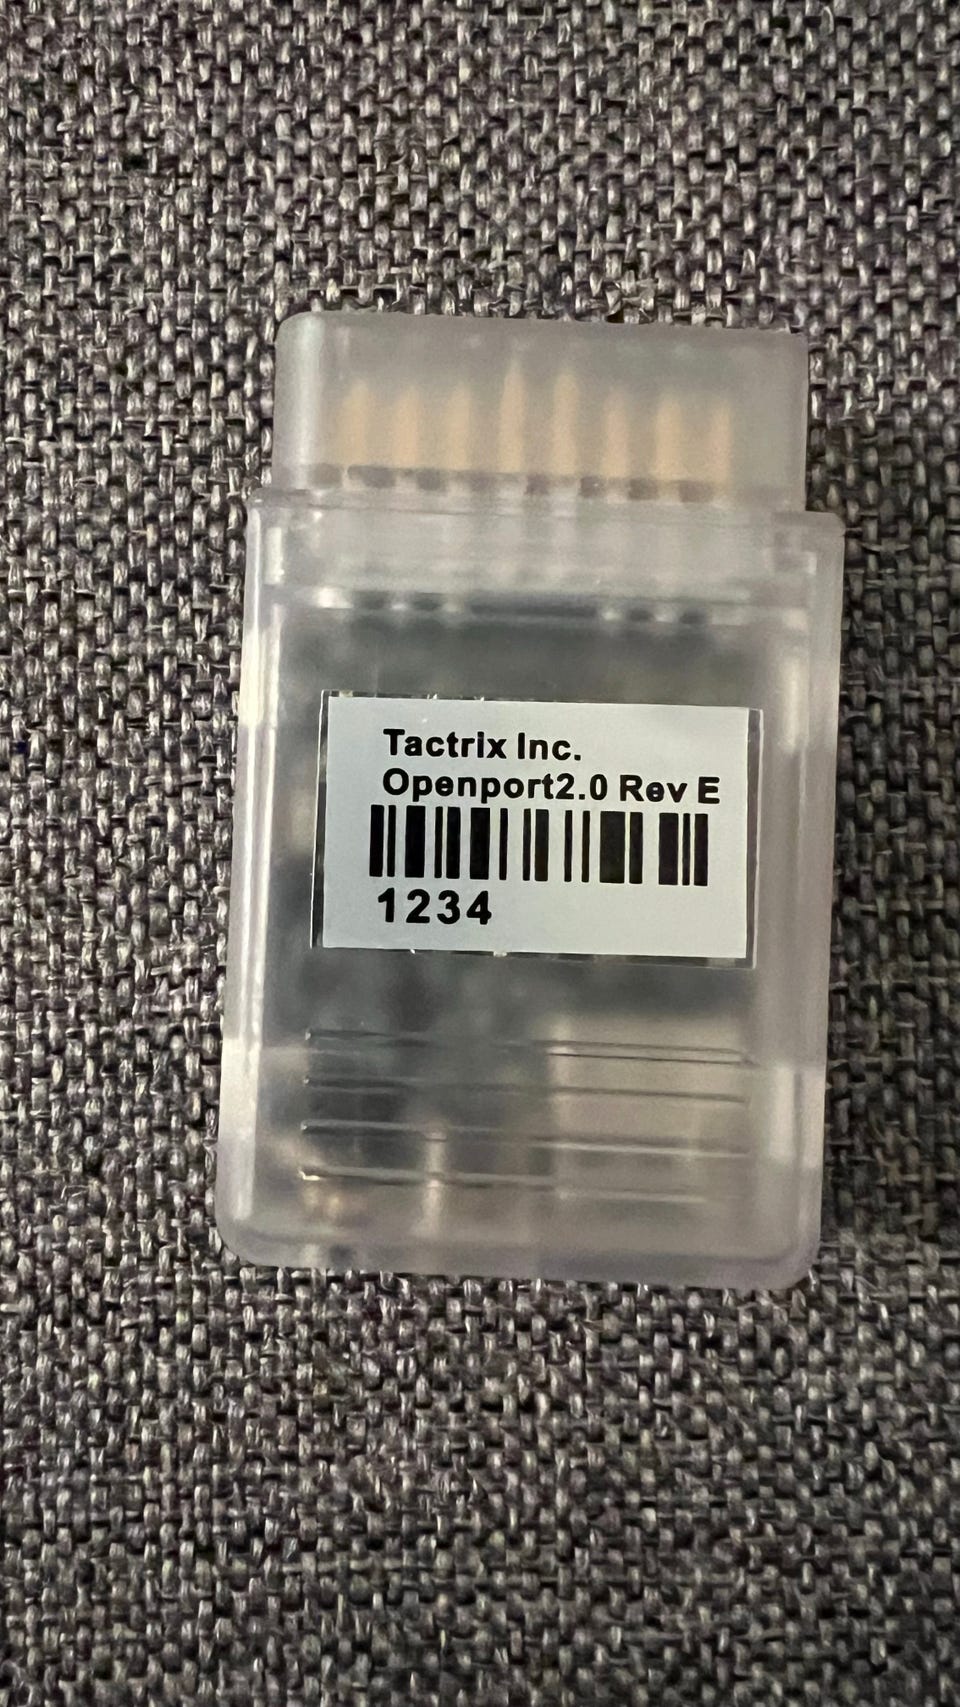 Tactrix Inc.
Openport2.0 Rev E
1234